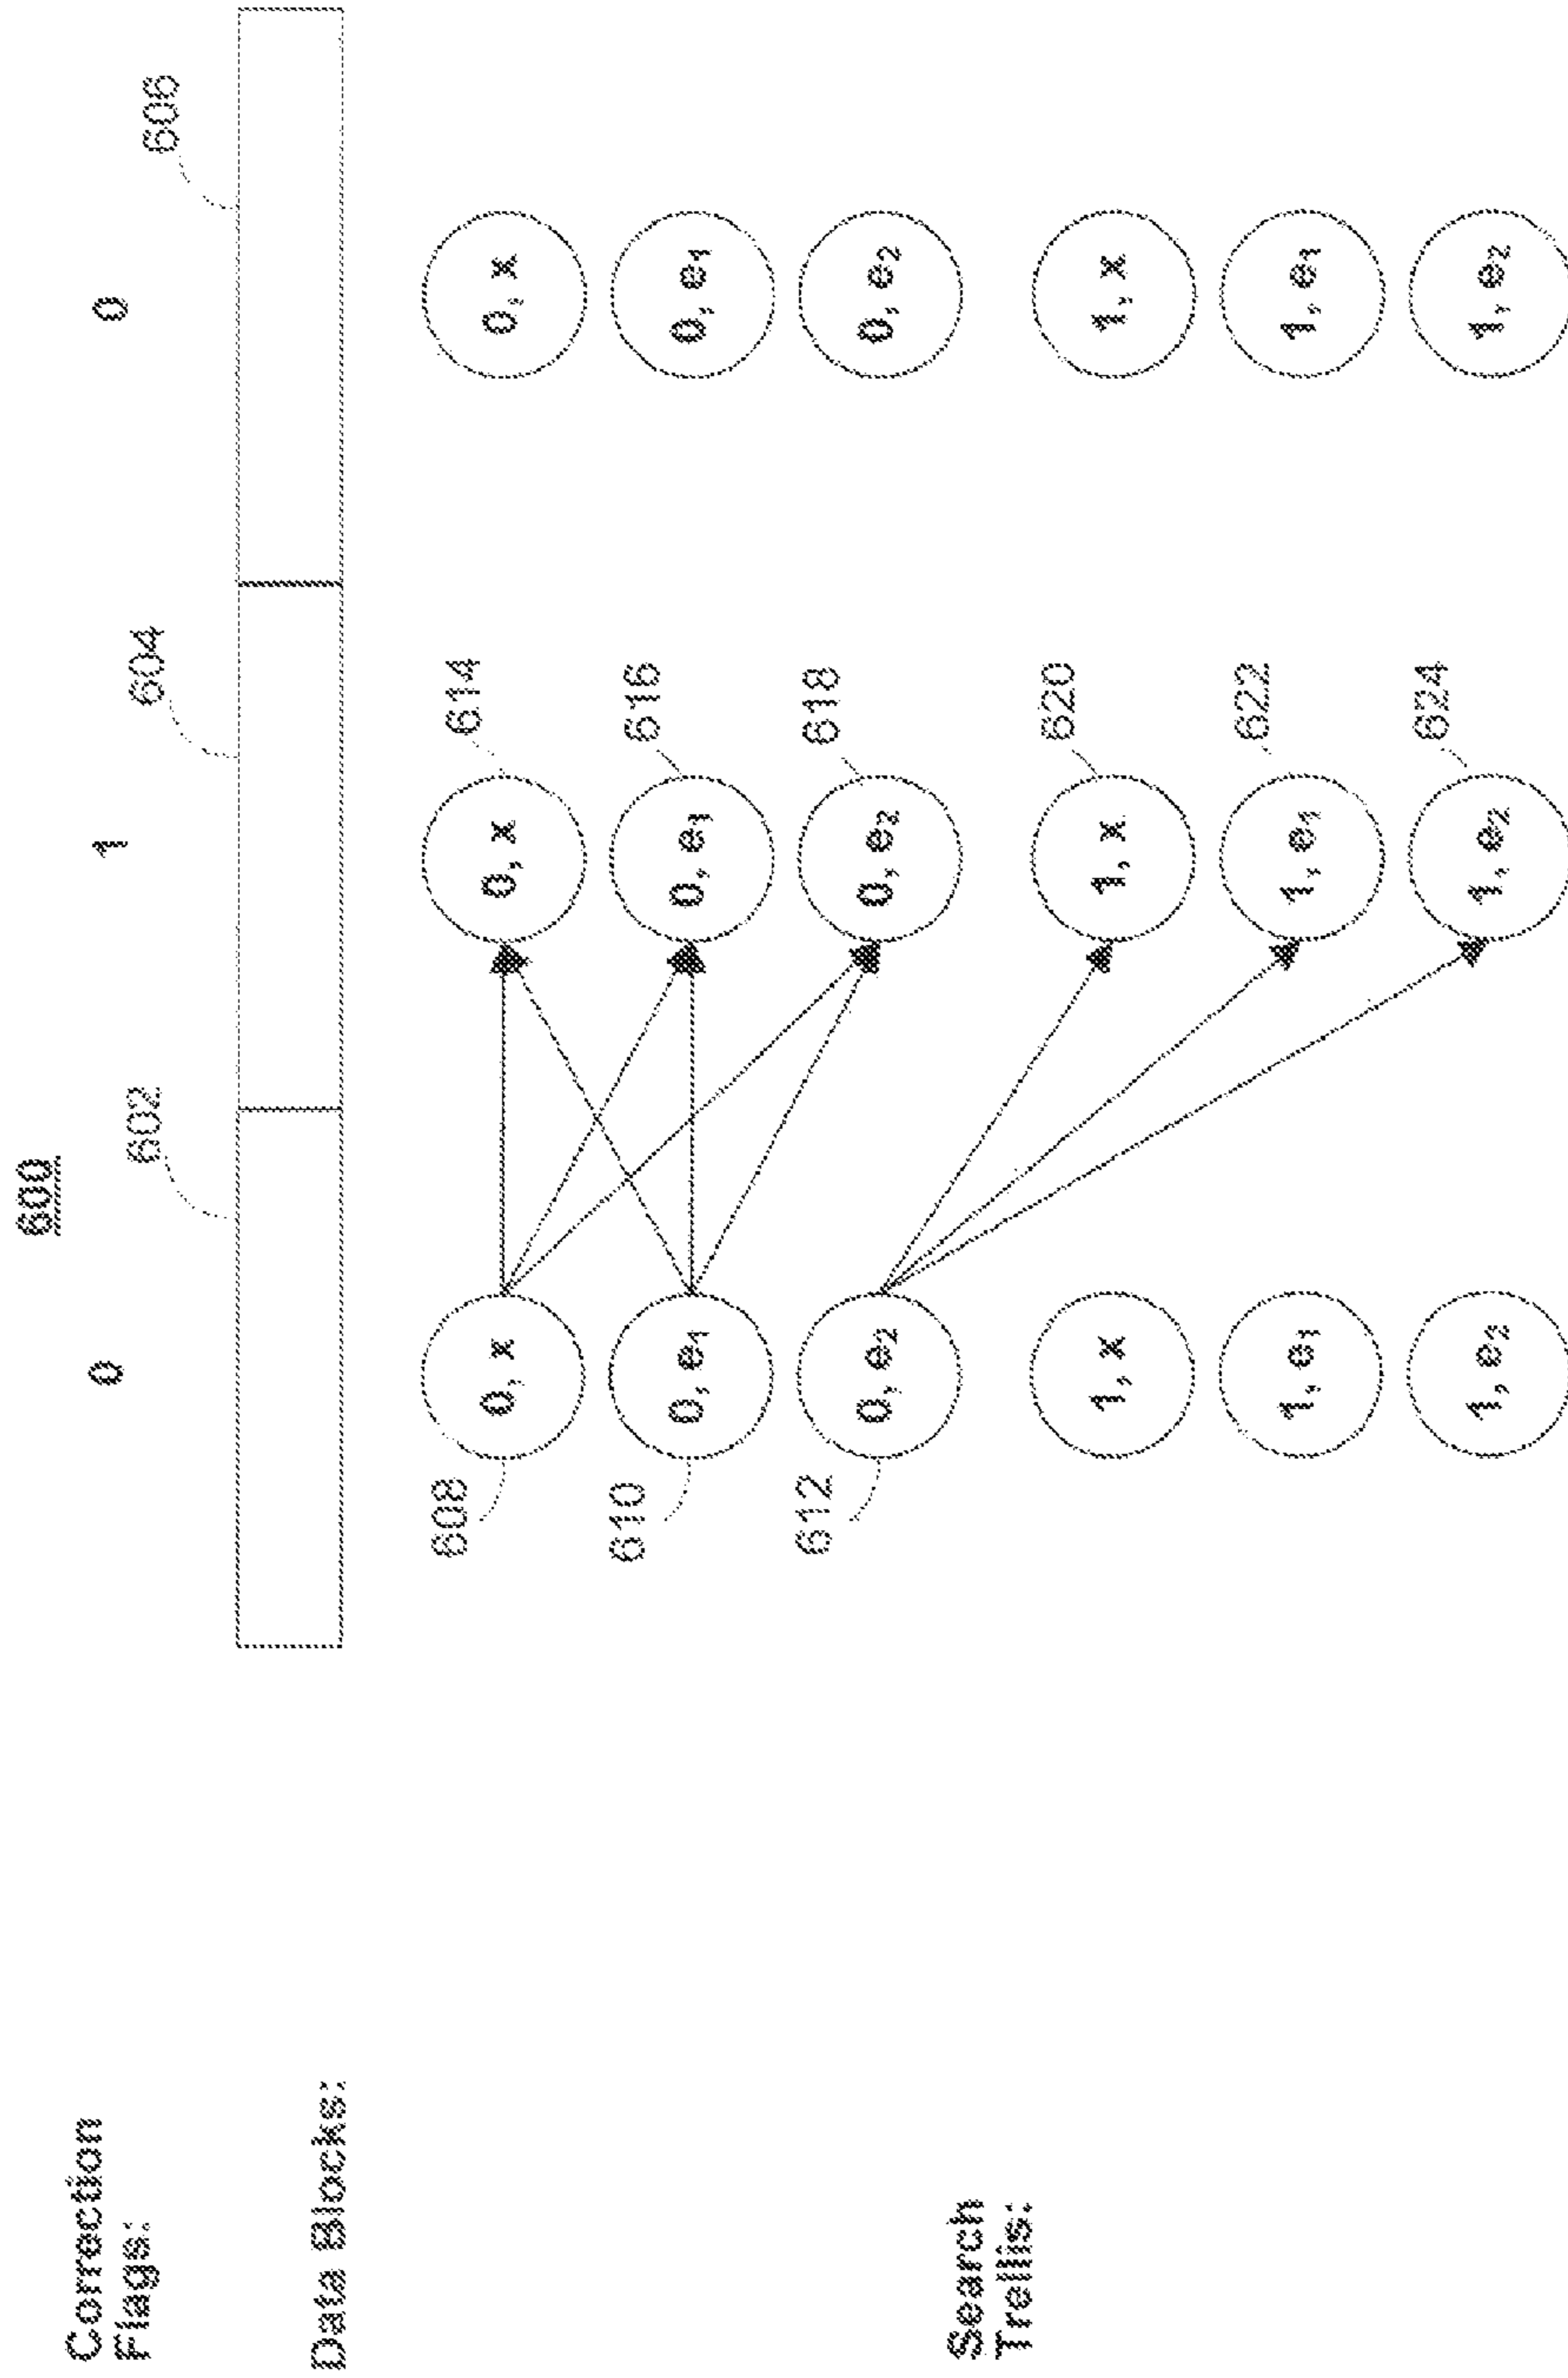 600
Correction
Flags:
0 1 0
602 604 606
Data Blocks:
608 0, x 614 0, x 0, x
610 0, e₁ 616 0, e₁ 0, e₁
612 0, e₂ 618 0, e₂ 0, e₂
Search
Trellis:
1, x 620 1, x 1, x
1, e₁ 622 1, e₁ 1, e₁
1, e₂ 624 1, e₂ 1, e₂